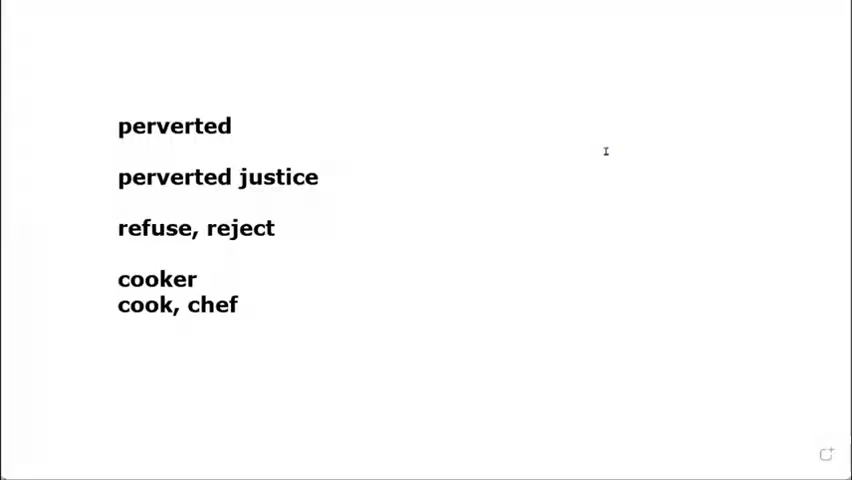 perverted
perverted justice
refuse, reject
cooker
cook, chef